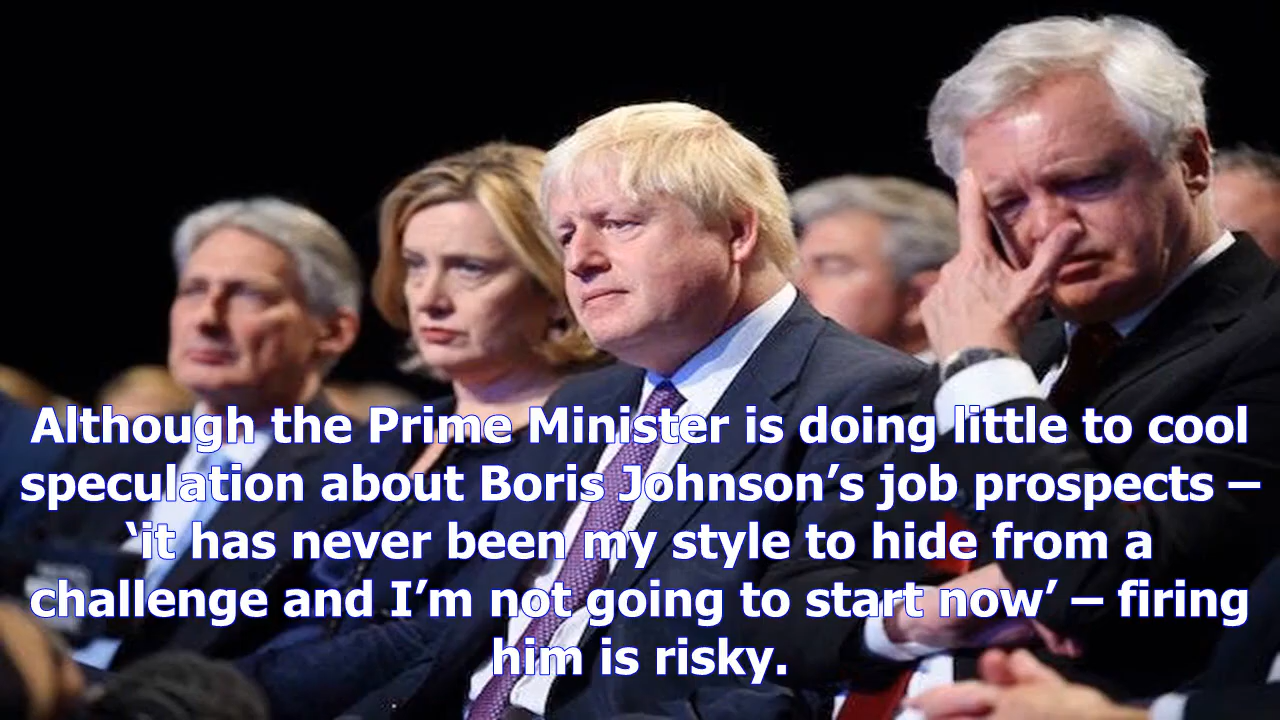 Although the Prime Minister is doing little to cool
speculation about Boris Johnson’s job prospects –
‘it has never been my style to hide from a
challenge and I’m not going to start now’ – firing
him is risky.